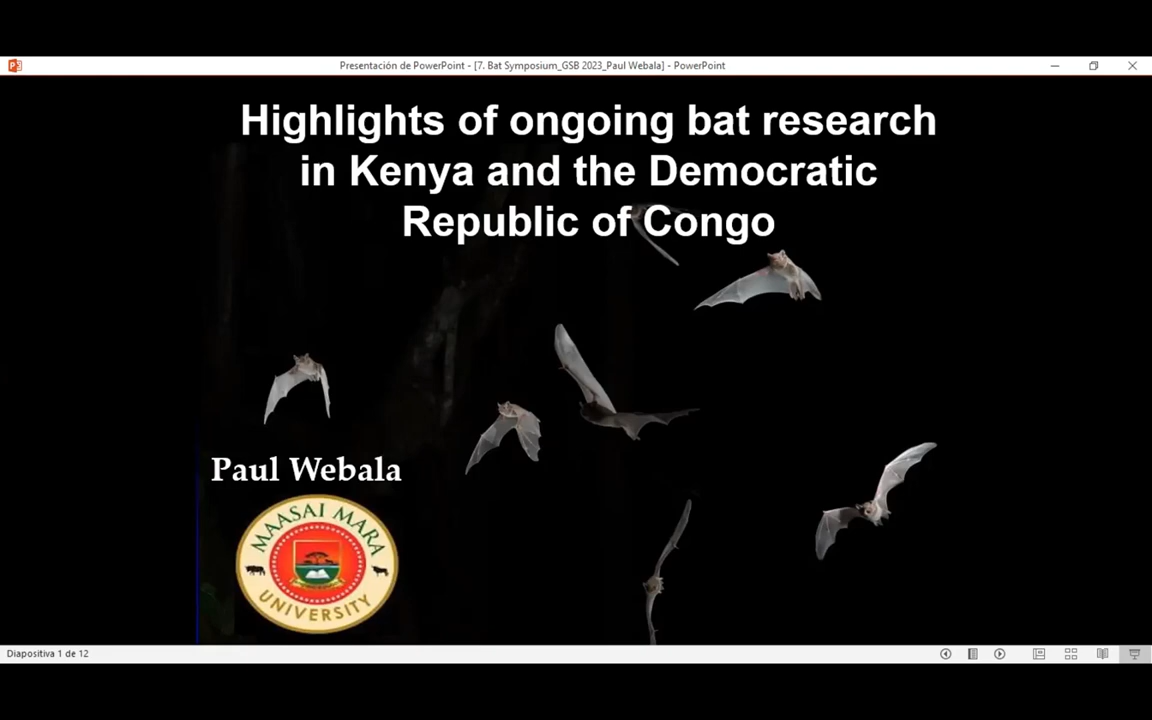 Presentación de PowerPoint - [7. Bat Symposium_GSB 2023_Paul Webala] - PowerPoint
Highlights of ongoing bat research
in Kenya and the Democratic
Republic of Congo
Paul Webala
MAASAI MARA
UNIVERSITY
Diapositiva 1 de 12